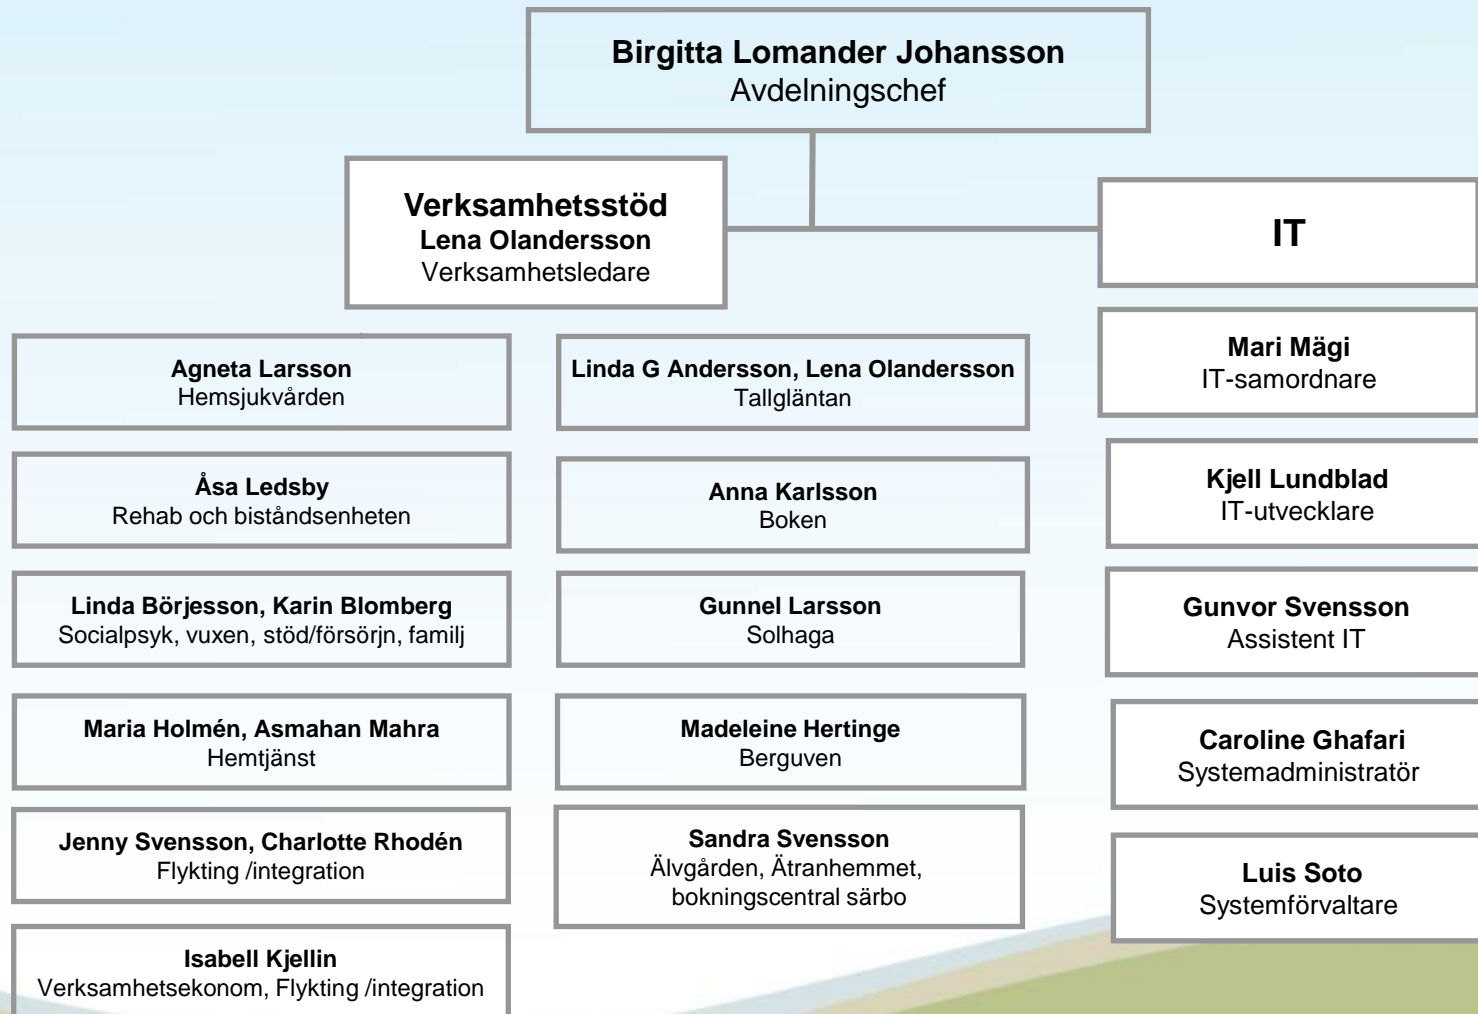 Birgitta Lomander Johansson
Avdelningschef
Verksamhetsstöd
Lena Olandersson
Verksamhetsledare
IT
Agneta Larsson
Hemsjukvården
Åsa Ledsby
Rehab och biståndsenheten
Linda Börjesson, Karin Blomberg
Socialpsyk, vuxen, stöd/försörjn, familj
Maria Holmén, Asmahan Mahra
Hemtjänst
Jenny Svensson, Charlotte Rhodén
Flykting /integration
Isabell Kjellin
Verksamhetsekonom, Flykting /integration
Linda G Andersson, Lena Olandersson
Tallgläntan
Anna Karlsson
Boken
Gunnel Larsson
Solhaga
Madeleine Hertinge
Berguven
Sandra Svensson
Älvgården, Ätranhemmet,
bokningscentral särbo
Mari Mägi
IT-samordnare
Kjell Lundblad
IT-utvecklare
Gunvor Svensson
Assistent IT
Caroline Ghafari
Systemadministratör
Luis Soto
Systemförvaltare